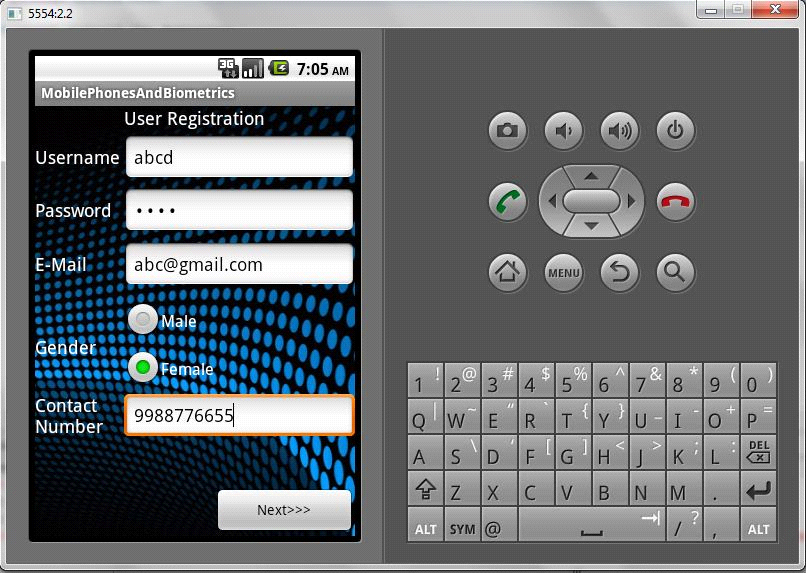 5554:2.2
3G
7:05 AM
MobilePhonesAndBiometrics
User Registration
Username abcd
Password ••••
E-Mail abc@gmail.com
Male
Gender
Female
Contact
Number 9988776655
Next>>>
MENU
1 ! 2 @ 3 # 4 $ 5 % 6 ^ 7 & 8 * 9 ( 0 )
Q | W ~ E “ R ` T { Y } U _ I - O + P =
A S \ D ‘ F [ G ] H < J > K ; L : DEL
Z X C V B N M .
ALT SYM @ / ? , ALT